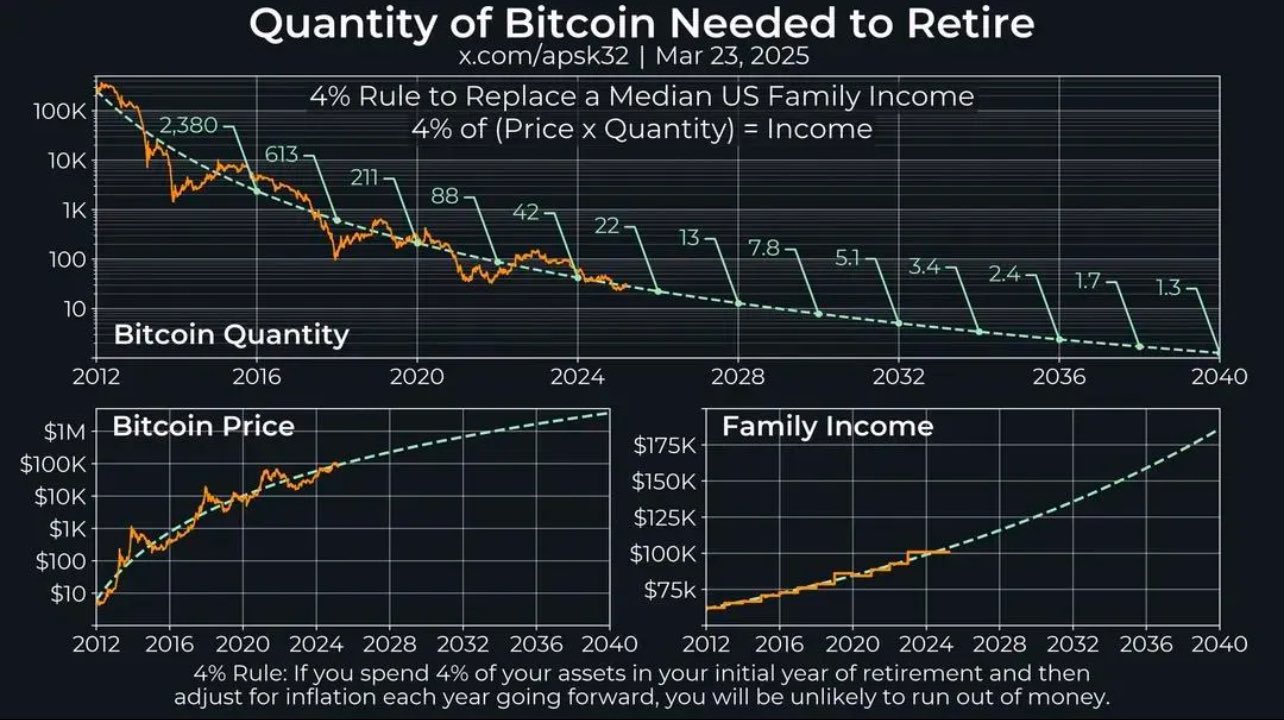 Quantity of Bitcoin Needed to Retire
x.com/apsk32 | Mar 23, 2025
4% Rule to Replace a Median US Family Income
4% of (Price x Quantity) = Income
100K
10K
1K
100
10
2,380
613
211
88
42
22
13
7.8
5.1
3.4
2.4
1.7
1.3
Bitcoin Quantity
2012 2016 2020 2024 2028 2032 2036 2040
Bitcoin Price
$1M
$100K
$10K
$1K
$100
$10
2012 2016 2020 2024 2028 2032 2036 2040
Family Income
$175K
$150K
$125K
$100K
$75k
2012 2016 2020 2024 2028 2032 2036 2040
4% Rule: If you spend 4% of your assets in your initial year of retirement and then
adjust for inflation each year going forward, you will be unlikely to run out of money.